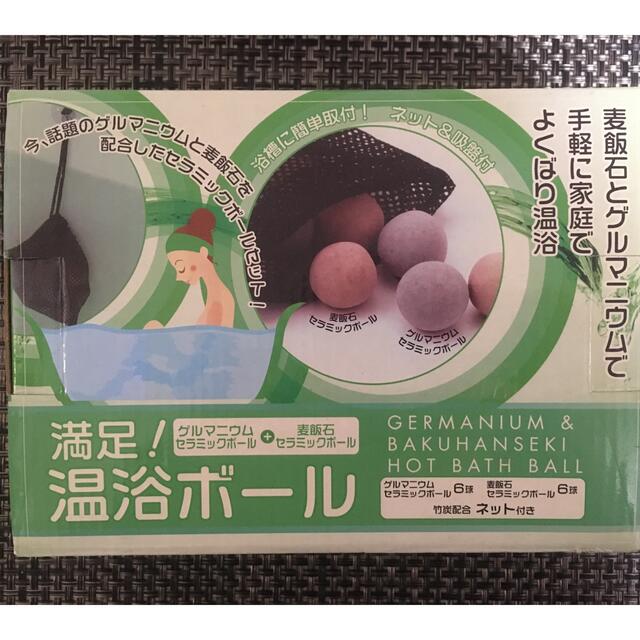 麦飯石とゲルマニウムで
手軽に家庭で
よくばり温浴
今、話題のゲルマニウムと麦飯石を
配合したセラミックボールセット!
浴槽に簡単取付! ネット&吸盤付
麦飯石
セラミックボール
ゲルマニウム
セラミックボール
満足!
ゲルマニウム
セラミックボール
+
麦飯石
セラミックボール
温浴ボール
GERMANIUM &
BAKUHANSEKI
HOT BATH BALL
ゲルマニウム
セラミックボール 6球
麦飯石
セラミックボール 6球
竹炭配合 ネット付き